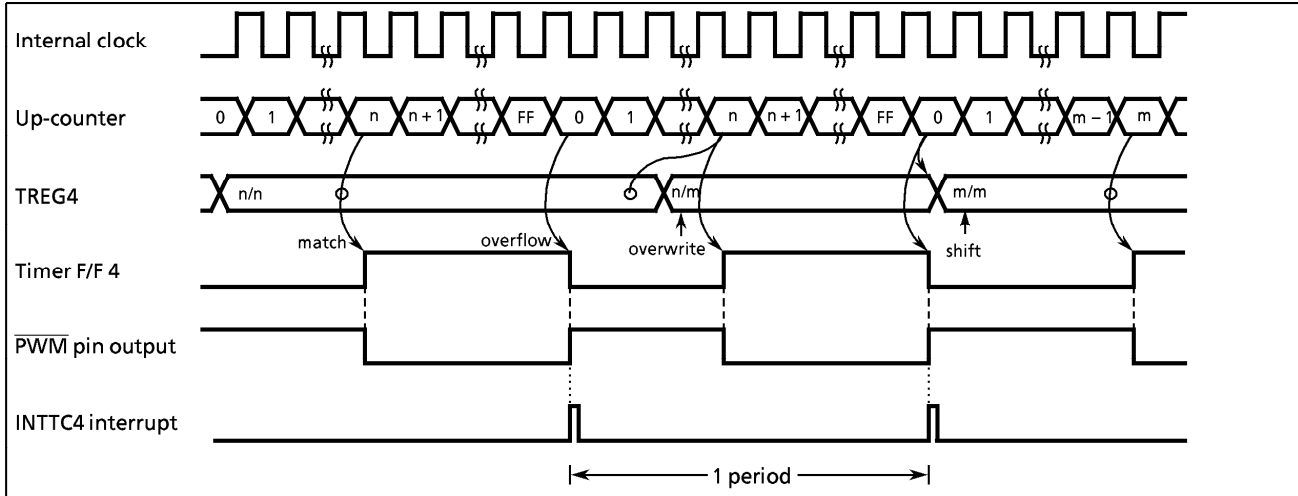 Internal clock
Up-counter 0 1 n n + 1 FF 0 1 n n + 1 FF 0 1 m − 1 m
TREG4 n/n n/m m/m
match overflow overwrite shift
Timer F/F 4
PWM pin output
INTTC4 interrupt
1 period